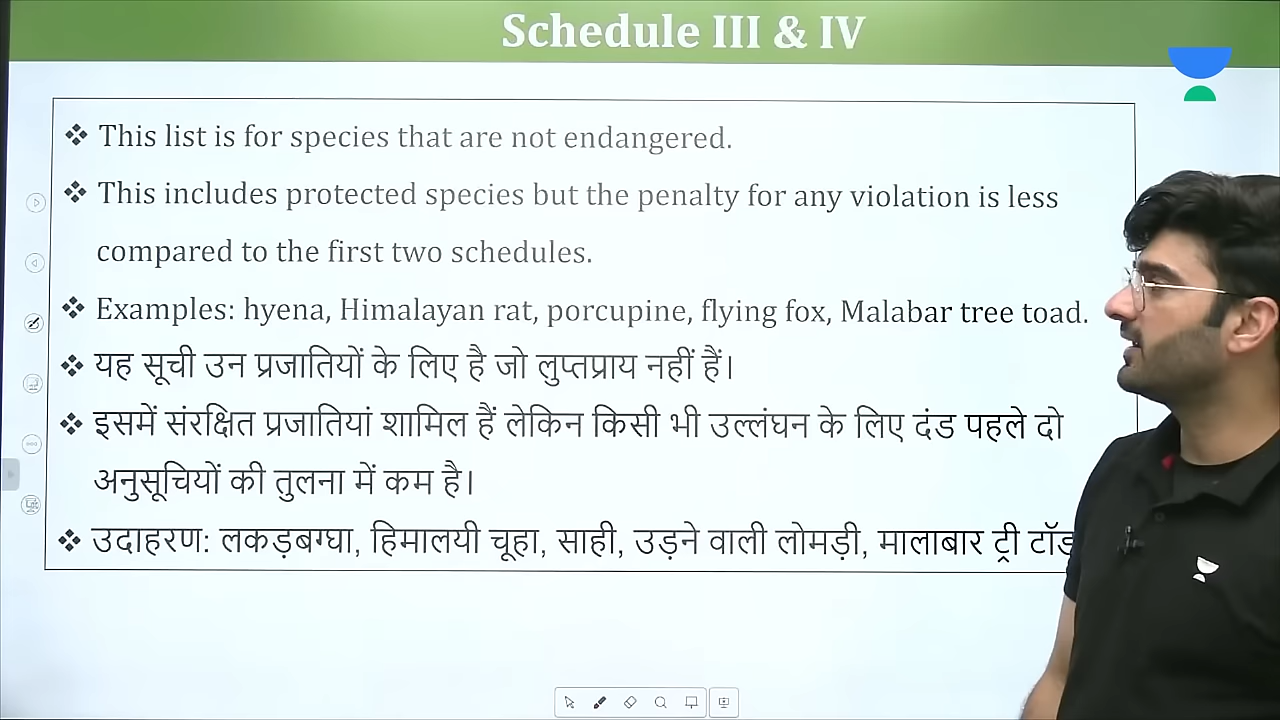 Schedule III & IV
❖ This list is for species that are not endangered.
❖ This includes protected species but the penalty for any violation is less
compared to the first two schedules.
❖ Examples: hyena, Himalayan rat, porcupine, flying fox, Malabar tree toad.
❖ यह सूची उन प्रजातियों के लिए है जो लुप्तप्राय नहीं हैं।
❖ इसमें संरक्षित प्रजातियां शामिल हैं लेकिन किसी भी उल्लंघन के लिए दंड पहले दो
अनुसूचियों की तुलना में कम है।
❖ उदाहरण: लकड़बग्घा, हिमालयी चूहा, साही, उड़ने वाली लोमड़ी, मालाबार ट्री टॉड